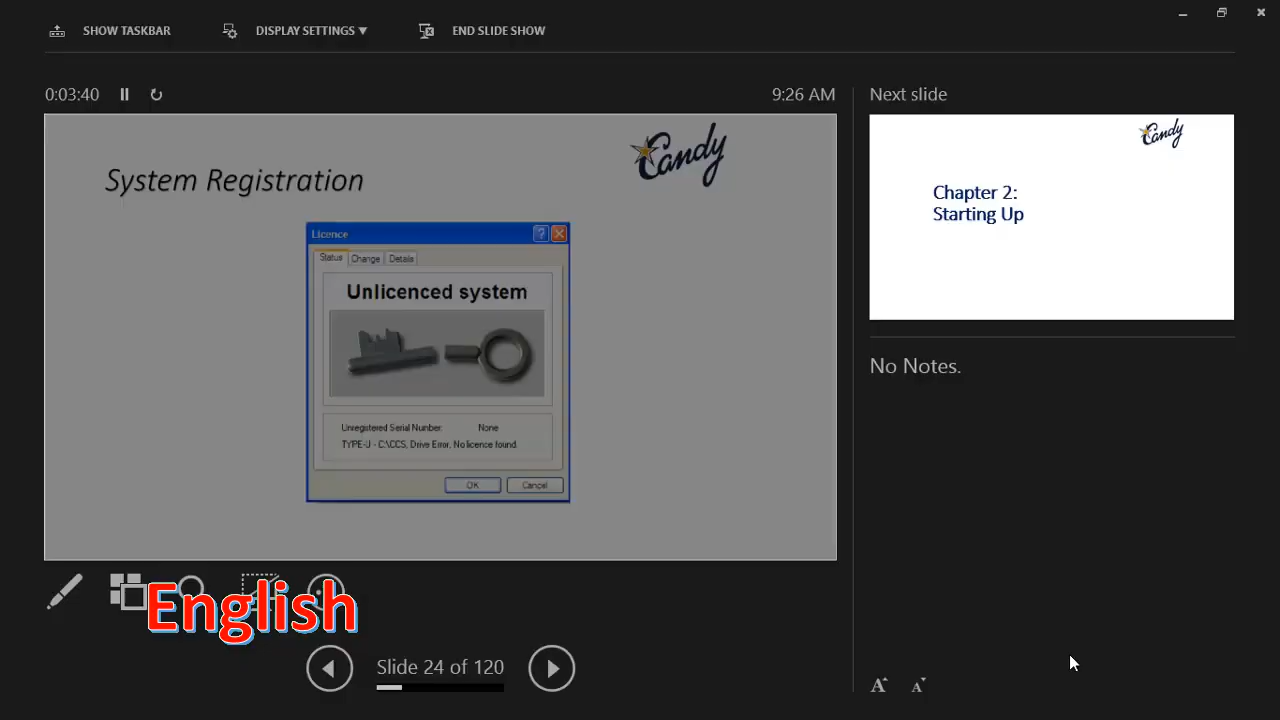 SHOW TASKBAR
DISPLAY SETTINGS ▼
END SLIDE SHOW
0:03:40
9:26 AM
Next slide
Candy
System Registration
Licence
Status Change Details
Unlicenced system
Unregistered Serial Number: None
TYPE-U - C:\CCS, Drive Error, No licence found.
OK Cancel
Candy
Chapter 2:
Starting Up
No Notes.
English
Slide 24 of 120
A A